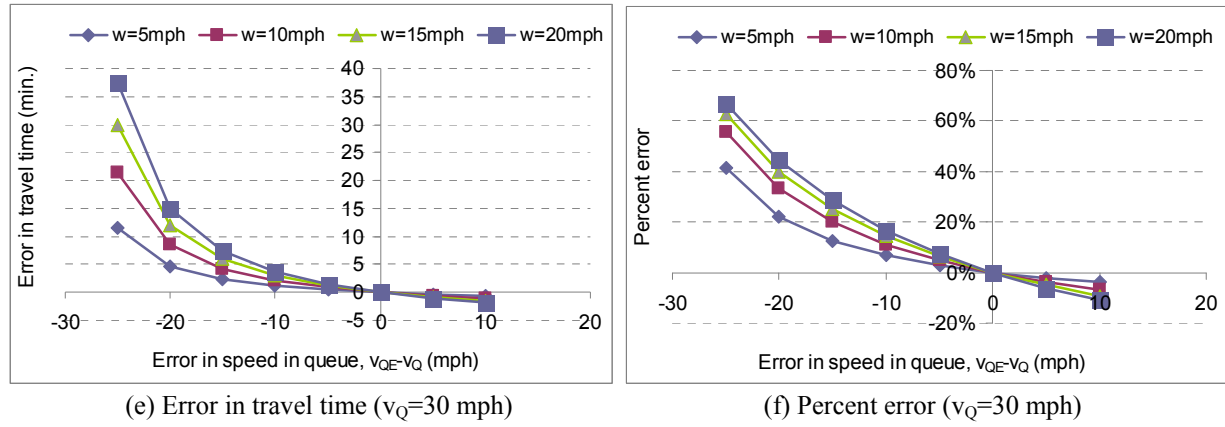 w=5mph w=10mph w=15mph w=20mph
Error in travel time (min.)
40
35
30
25
20
15
10
5
0
-5
-30 -20 -10 0 10 20
Error in speed in queue, vQE-vQ (mph)
(e) Error in travel time (vQ=30 mph)
w=5mph w=10mph w=15mph w=20mph
Percent error
80%
60%
40%
20%
0%
-20%
-30 -20 -10 0 10 20
Error in speed in queue, vQE-vQ (mph)
(f) Percent error (vQ=30 mph)